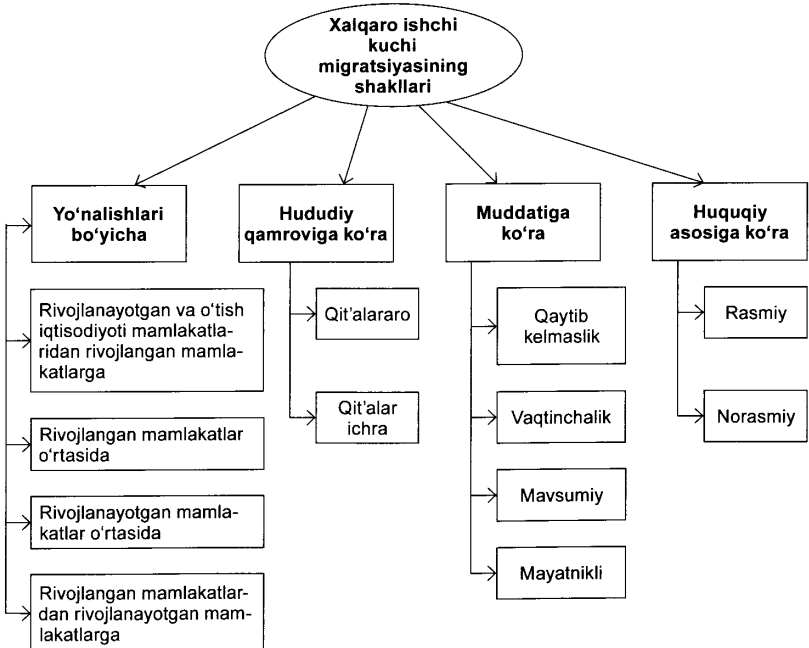 Xalqaro ishchi
kuchi
migratsiyasining
shakllari
Yo‘nalishlari
bo‘yicha
Hududiy
qamroviga ko‘ra
Muddatiga
ko‘ra
Huquqiy
asosiga ko‘ra
Rivojlanayotgan va o‘tish
iqtisodiyoti mamlakatla-
ridan rivojlangan mamla-
katlarga
Rivojlangan mamlakatlar
o‘rtasida
Rivojlanayotgan mamla-
katlar o‘rtasida
Rivojlangan mamlakatlar-
dan rivojlanayotgan mam-
lakatlarga
Qit’alararo
Qit’alar
ichra
Qaytib
kelmaslik
Vaqtinchalik
Mavsumiy
Mayatnikli
Rasmiy
Norasmiy